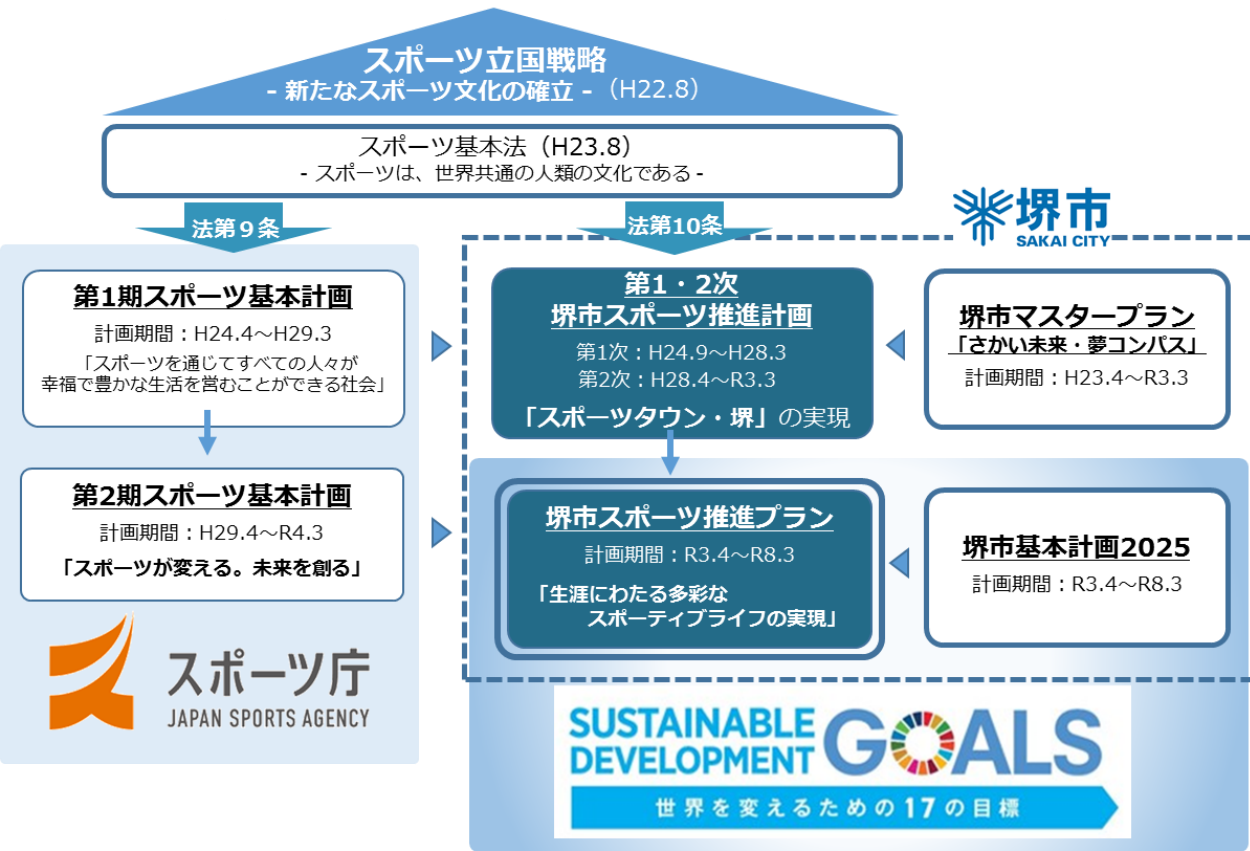 スポーツ立国戦略
- 新たなスポーツ文化の確立 -（H22.8）
スポーツ基本法（H23.8）
- スポーツは、世界共通の人類の文化である -
法第９条
法第10条
堺市
SAKAI CITY
第1期スポーツ基本計画
計画期間：H24.4～H29.3
「スポーツを通じてすべての人々が
幸福で豊かな生活を営むことができる社会」
第1・2次
堺市スポーツ推進計画
第1次：H24.9～H28.3
第2次：H28.4～R3.3
「スポーツタウン・堺」の実現
堺市マスタープラン
「さかい未来・夢コンパス」
計画期間：H23.4～R3.3
第2期スポーツ基本計画
計画期間：H29.4～R4.3
「スポーツが変える。未来を創る」
堺市スポーツ推進プラン
計画期間：R3.4～R8.3
「生涯にわたる多彩な
スポーティブライフの実現」
堺市基本計画2025
計画期間：R3.4～R8.3
スポーツ庁
JAPAN SPORTS AGENCY
SUSTAINABLE
DEVELOPMENT
GOALS
世界を変えるための17の目標